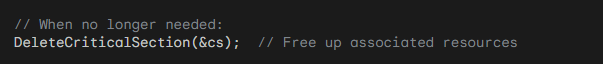 // When no longer needed:
DeleteCriticalSection(&cs);  // Free up associated resources